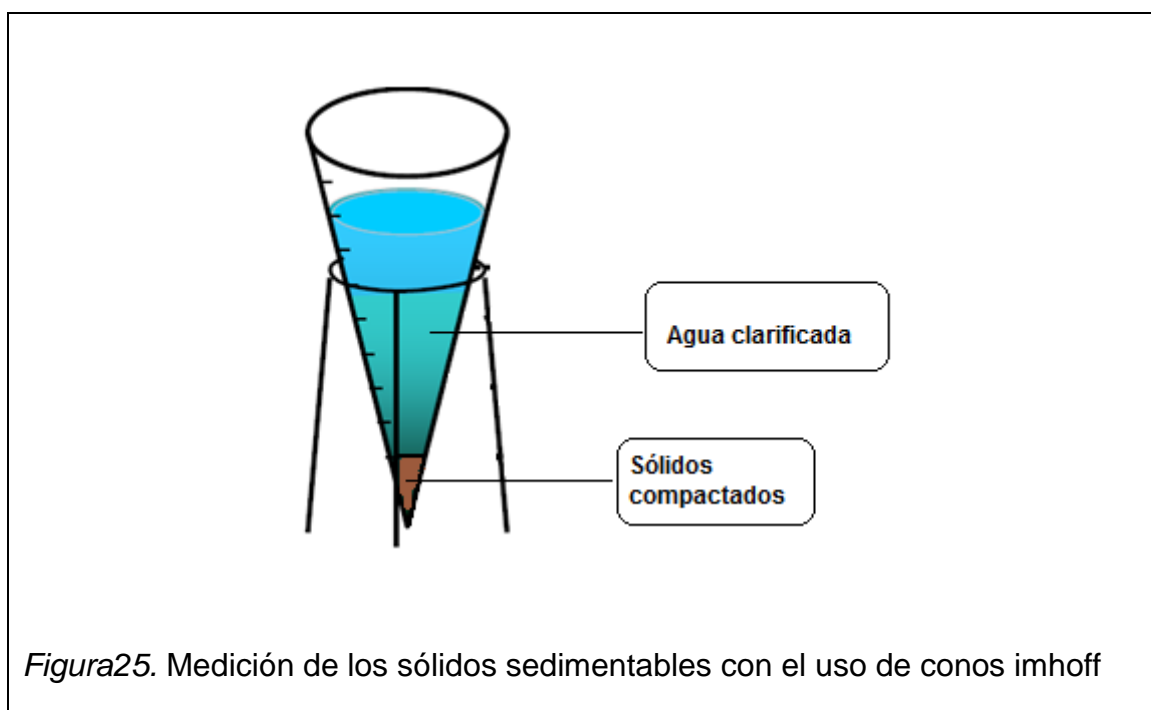 Agua clarificada
Sólidos
compactados
Figura25. Medición de los sólidos sedimentables con el uso de conos imhoff